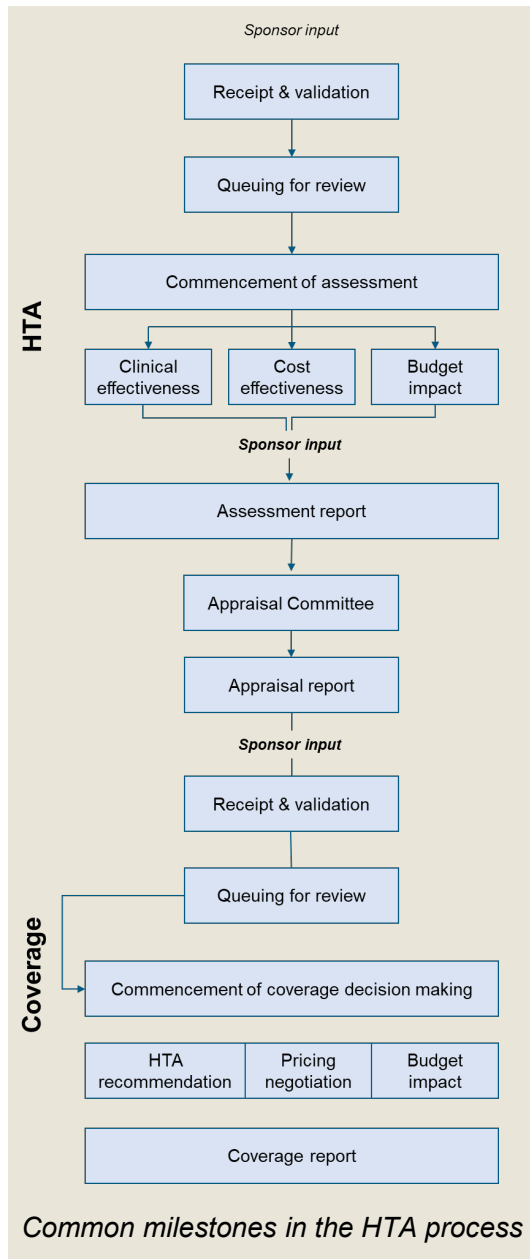 Sponsor input
Receipt & validation
Queuing for review
Commencement of assessment
HTA
Clinical
effectiveness
Cost
effectiveness
Budget
impact
Sponsor input
Assessment report
Appraisal Committee
Appraisal report
Sponsor input
Receipt & validation
Queuing for review
Coverage
Commencement of coverage decision making
HTA
recommendation
Pricing
negotiation
Budget
impact
Coverage report
Common milestones in the HTA process